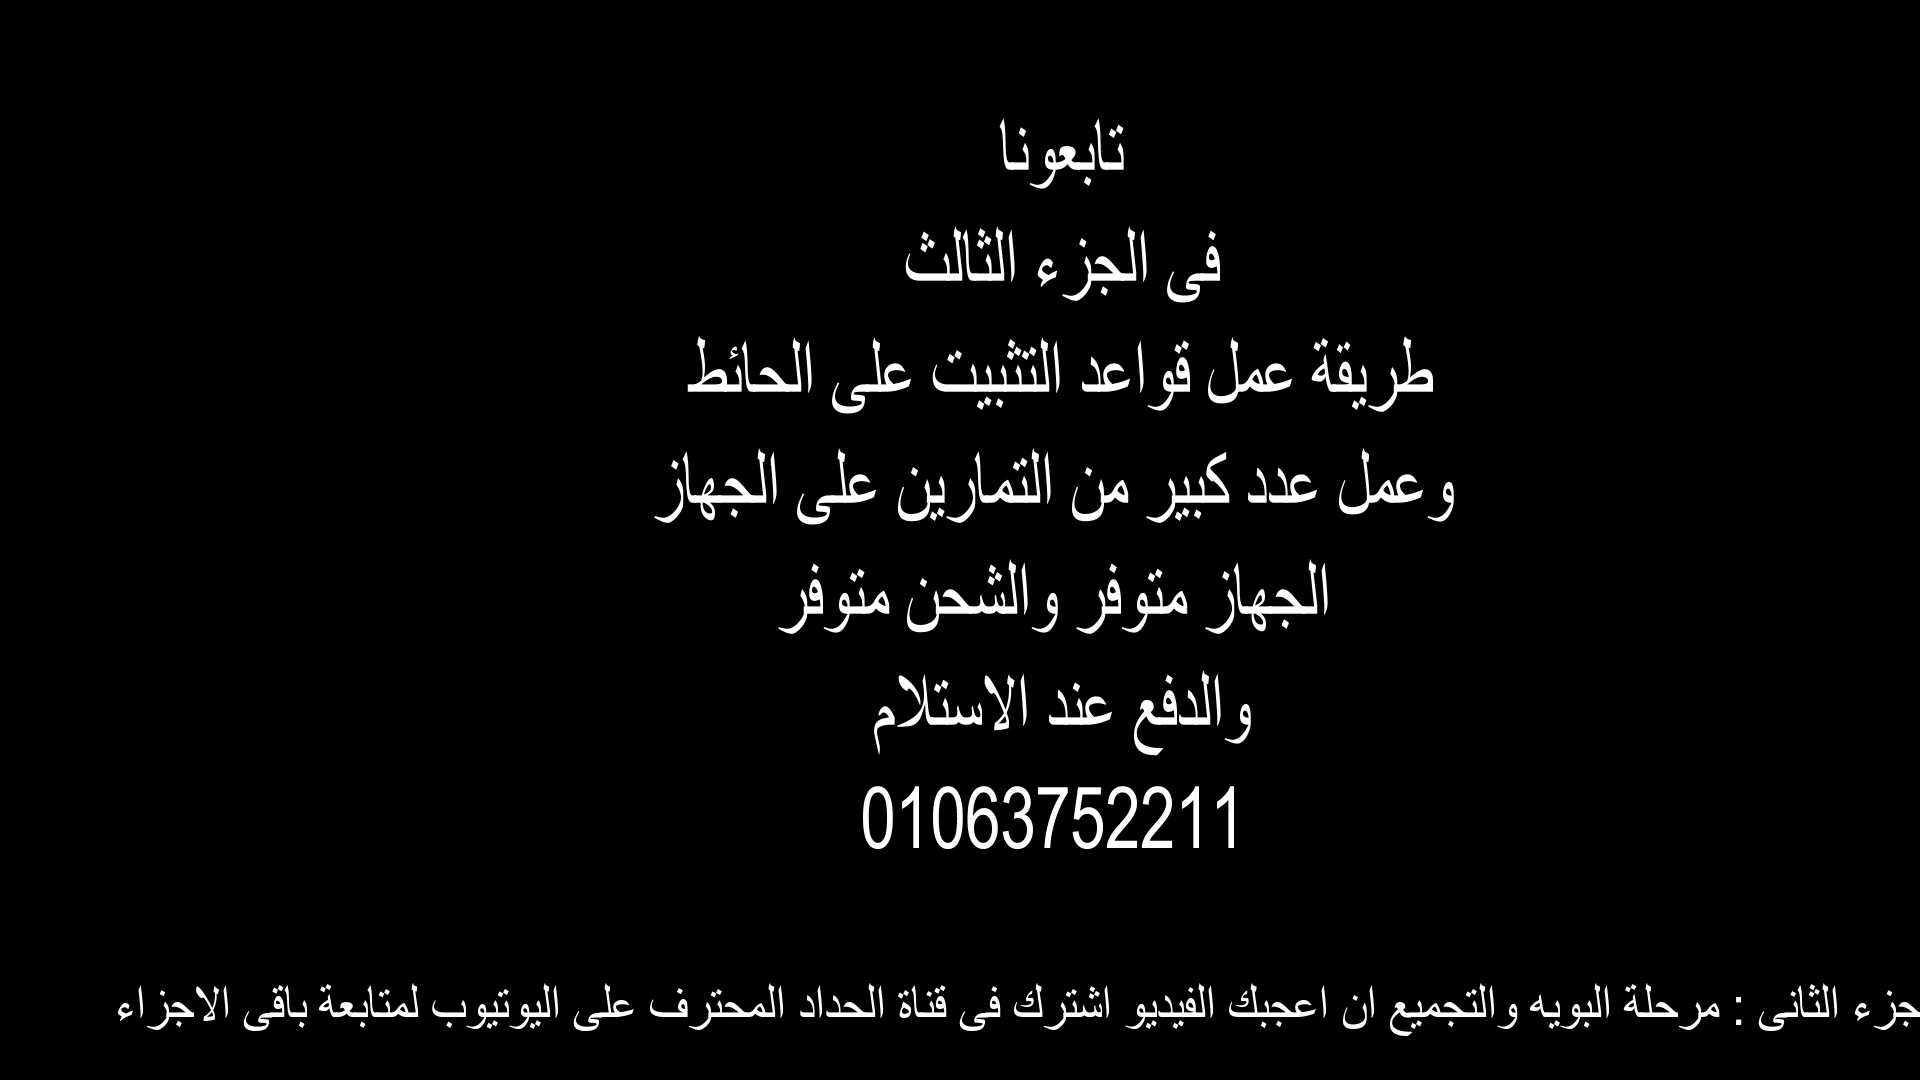 تابعونا
فى الجزء الثالث
طريقة عمل قواعد التثبيت على الحائط
وعمل عدد كبير من التمارين على الجهاز
الجهاز متوفر والشحن متوفر
والدفع عند الاستلام
01063752211
جزء الثانى : مرحلة البويه والتجميع ان اعجبك الفيديو اشترك فى قناة الحداد المحترف على اليوتيوب لمتابعة باقى الاجزاء